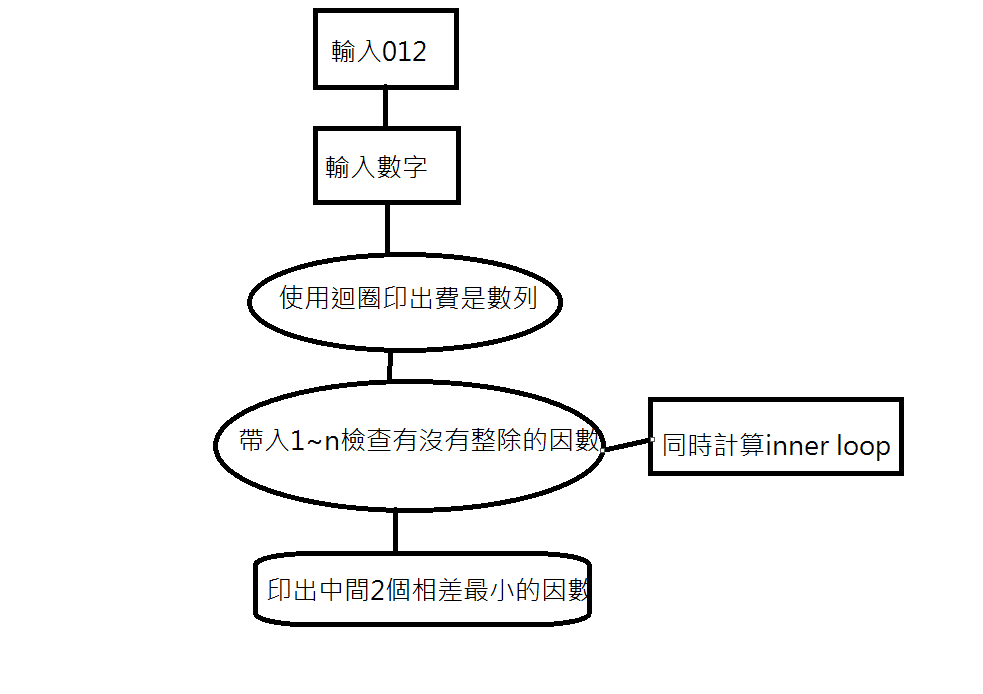 輸入012
輸入數字
使用迴圈印出費是數列
帶入1~n檢查有沒有整除的因數
同時計算inner loop
印出中間2個相差最小的因數